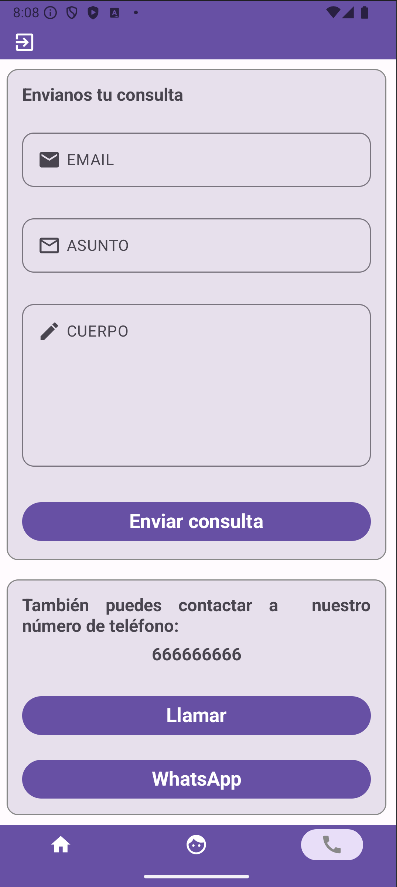 8:08
Envianos tu consulta
EMAIL
ASUNTO
CUERPO
Enviar consulta
También puedes contactar a nuestro
número de teléfono:
666666666
Llamar
WhatsApp